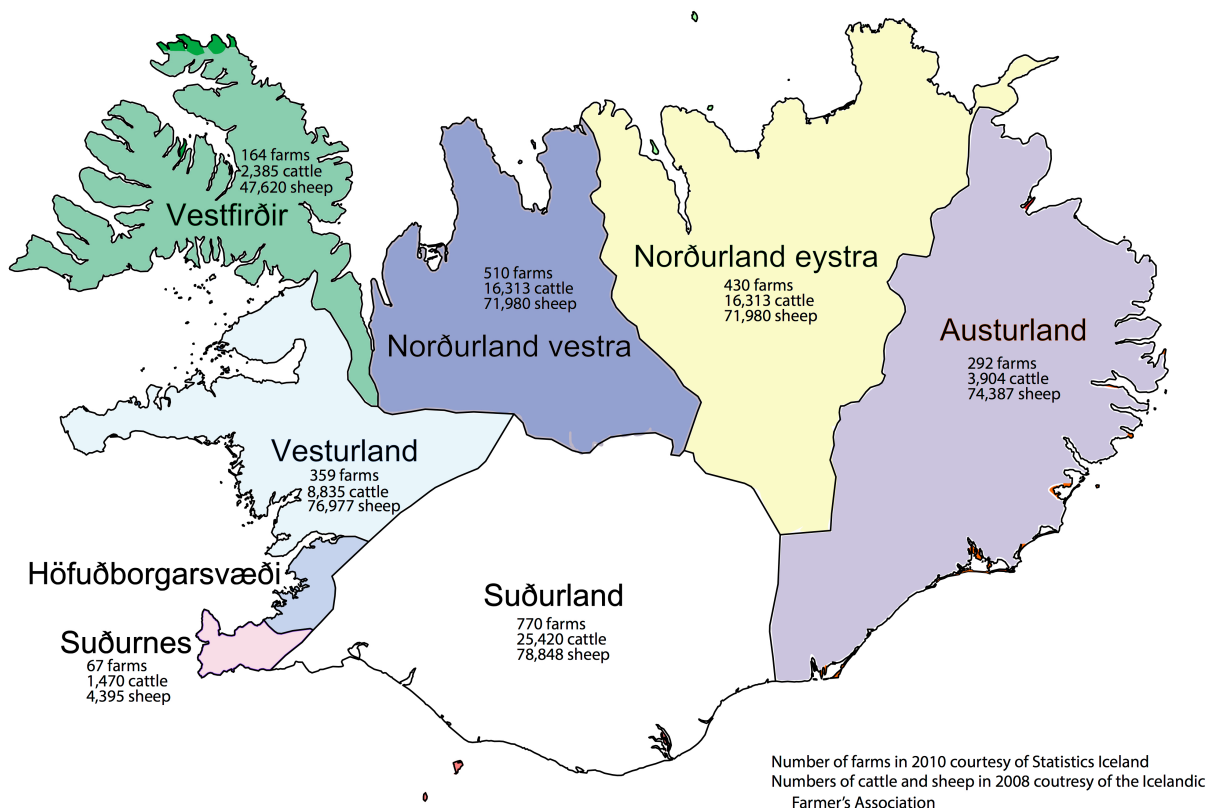 164 farms
2,385 cattle
47,620 sheep
Vestfirðir
510 farms
16,313 cattle
71,980 sheep
Norðurland vestra
Norðurland eystra
430 farms
16,313 cattle
71,980 sheep
Austurland
292 farms
3,904 cattle
74,387 sheep
Vesturland
359 farms
8,835 cattle
76,977 sheep
Höfuðborgarsvæði
Suðurnes
67 farms
1,470 cattle
4,395 sheep
Suðurland
770 farms
25,420 cattle
78,848 sheep
Number of farms in 2010 courtesy of Statistics Iceland
Numbers of cattle and sheep in 2008 coutresy of the Icelandic
Farmer's Association